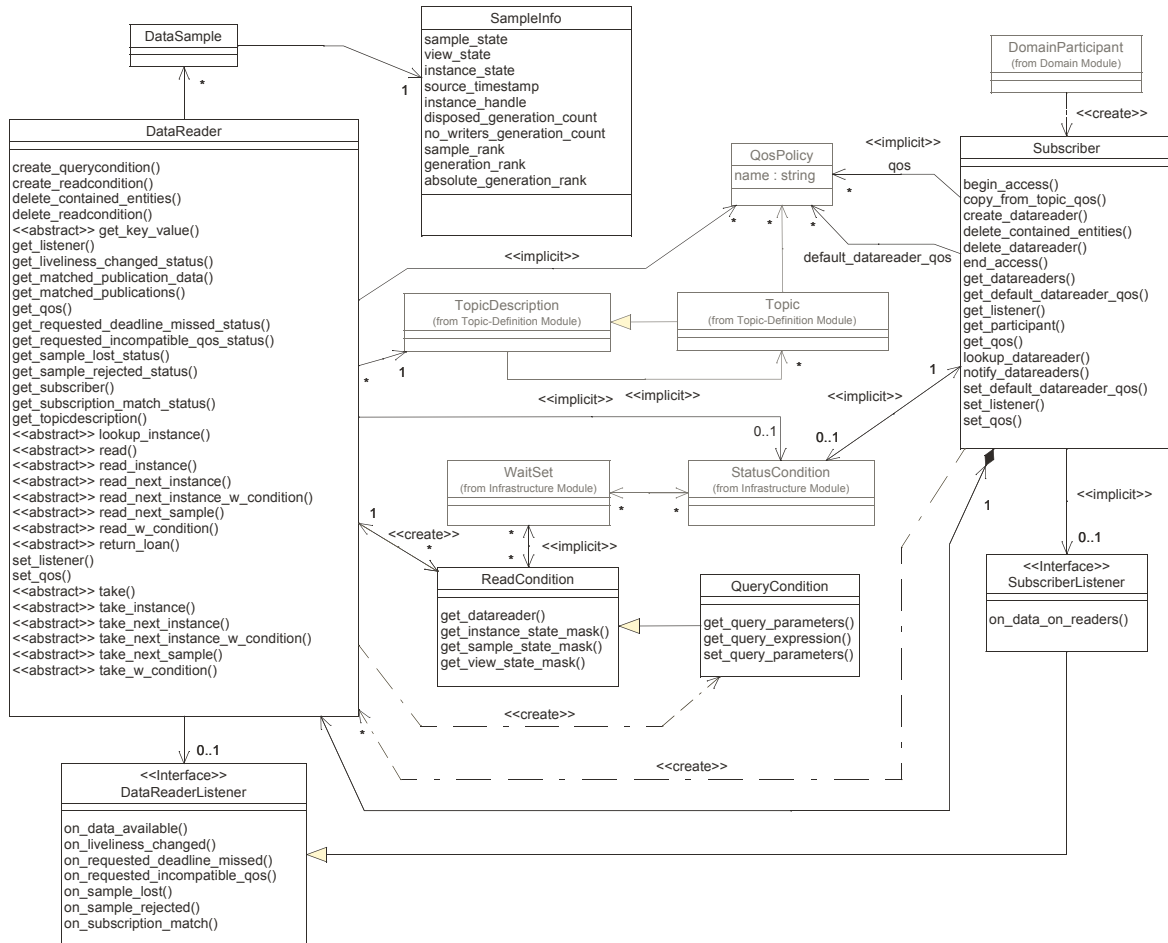 DataSample
*
SampleInfo
sample_state
view_state
instance_state
source_timestamp
instance_handle
disposed_generation_count
no_writers_generation_count
sample_rank
generation_rank
absolute_generation_rank
1
DomainParticipant
(from Domain Module)
<<create>>
DataReader
create_querycondition()
create_readcondition()
delete_contained_entities()
delete_readcondition()
<<abstract>> get_key_value()
get_listener()
get_liveliness_changed_status()
get_matched_publication_data()
get_matched_publications()
get_qos()
get_requested_deadline_missed_status()
get_requested_incompatible_qos_status()
get_sample_lost_status()
get_sample_rejected_status()
get_subscriber()
get_subscription_match_status()
get_topicdescription()
<<abstract>> lookup_instance()
<<abstract>> read()
<<abstract>> read_instance()
<<abstract>> read_next_instance()
<<abstract>> read_next_instance_w_condition()
<<abstract>> read_next_sample()
<<abstract>> read_w_condition()
<<abstract>> return_loan()
set_listener()
set_qos()
<<abstract>> take()
<<abstract>> take_instance()
<<abstract>> take_next_instance()
<<abstract>> take_next_instance_w_condition()
<<abstract>> take_next_sample()
<<abstract>> take_w_condition()
QosPolicy
name : string
<<implicit>>
qos
*
*
*
*
default_datareader_qos
<<implicit>>
Subscriber
begin_access()
copy_from_topic_qos()
create_datareader()
delete_contained_entities()
delete_datareader()
end_access()
get_datareaders()
get_default_datareader_qos()
get_listener()
get_participant()
get_qos()
lookup_datareader()
notify_datareaders()
set_default_datareader_qos()
set_listener()
set_qos()
TopicDescription
(from Topic-Definition Module)
Topic
(from Topic-Definition Module)
*
1
*
1
<<implicit>>
<<implicit>>
0..1
0..1
WaitSet
(from Infrastructure Module)
StatusCondition
(from Infrastructure Module)
*
*
1
<<create>>
*
*
*
<<implicit>>
1
<<implicit>>
0..1
ReadCondition
get_datareader()
get_instance_state_mask()
get_sample_state_mask()
get_view_state_mask()
QueryCondition
get_query_parameters()
get_query_expression()
set_query_parameters()
<<Interface>>
SubscriberListener
on_data_on_readers()
<<create>>
*
<<create>>
0..1
<<Interface>>
DataReaderListener
on_data_available()
on_liveliness_changed()
on_requested_deadline_missed()
on_requested_incompatible_qos()
on_sample_lost()
on_sample_rejected()
on_subscription_match()